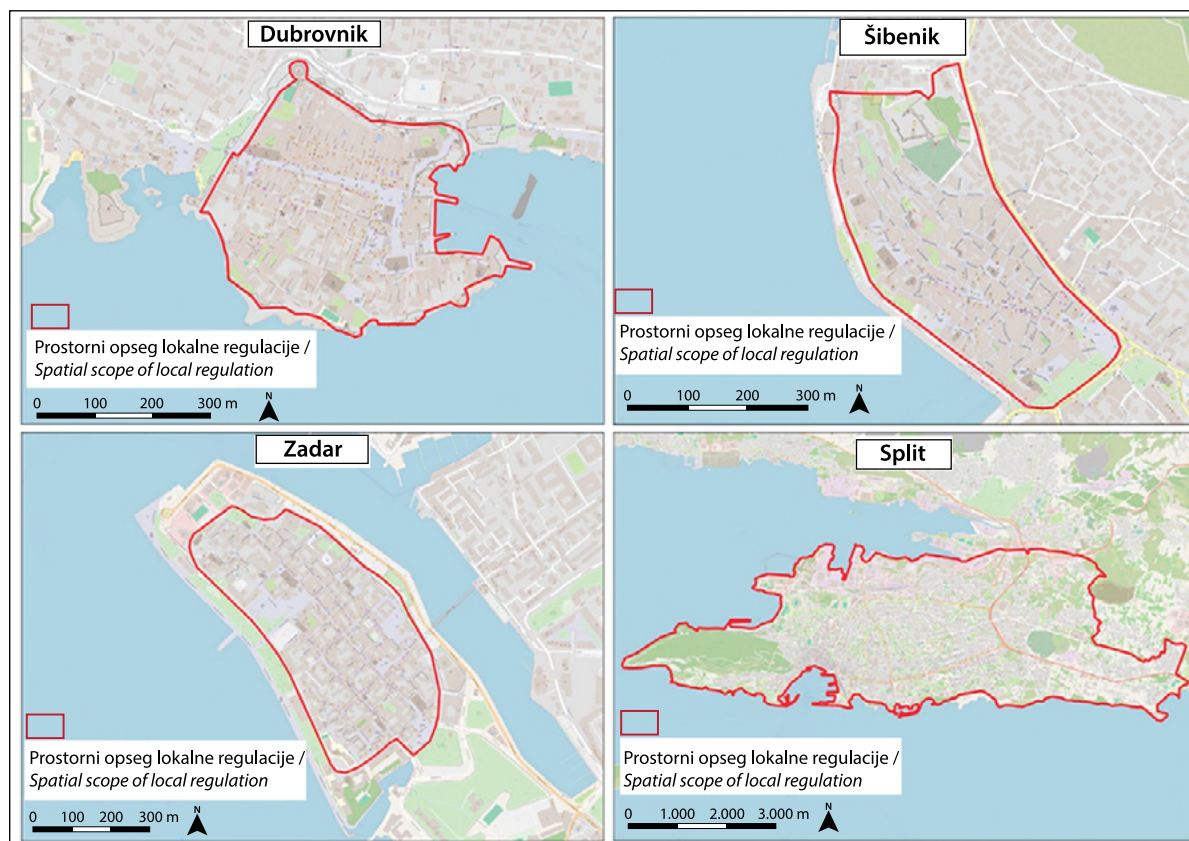 Dubrovnik
Prostorni opseg lokalne regulacije /
Spatial scope of local regulation
0 100 200 300 m
N
Šibenik
Prostorni opseg lokalne regulacije /
Spatial scope of local regulation
0 100 200 300 m
N
Zadar
Prostorni opseg lokalne regulacije /
Spatial scope of local regulation
0 100 200 300 m
N
Split
Prostorni opseg lokalne regulacije /
Spatial scope of local regulation
0 1.000 2.000 3.000 m
N